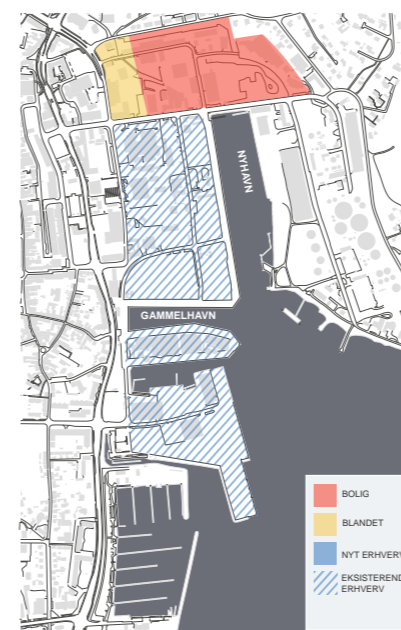 NYHAVN
GAMMELHAVN
BOLIG
BLANDET
NYT ERHVERV
EKSISTEREND
ERHVERV